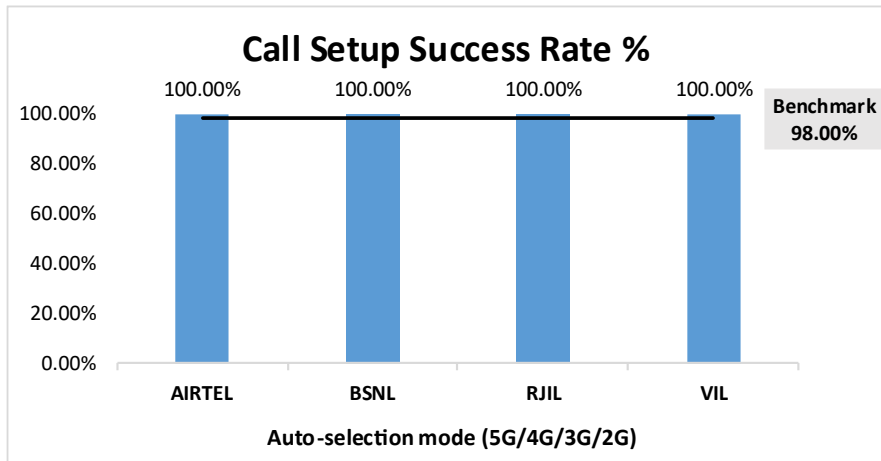 Call Setup Success Rate %
100.00% 100.00% 100.00% 100.00%
Benchmark
98.00%
100.00%
80.00%
60.00%
40.00%
20.00%
0.00%
AIRTEL BSNL RJIL VIL
Auto-selection mode (5G/4G/3G/2G)